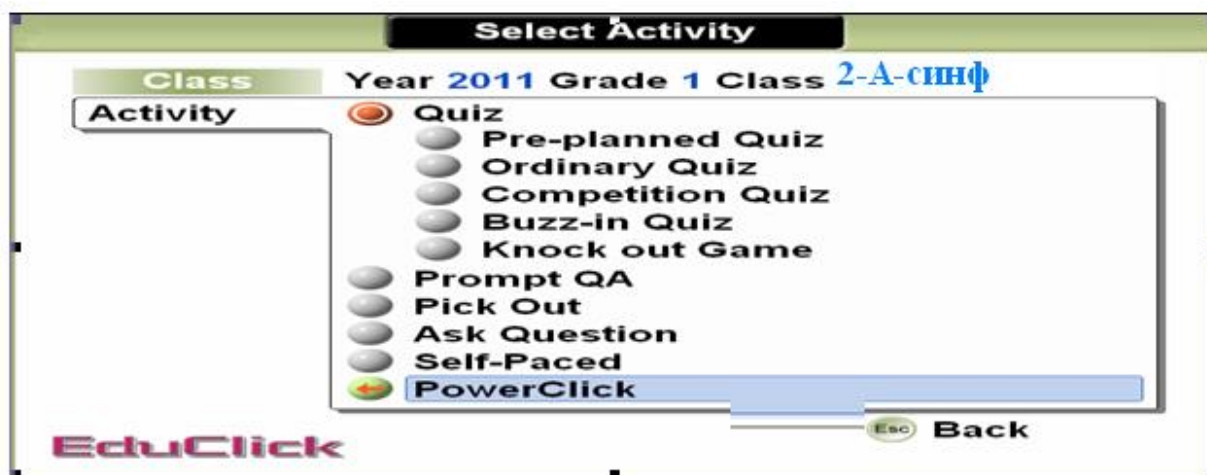 Select Activity
Class Year 2011 Grade 1 Class 2-А-синф
Activity Quiz
Pre-planned Quiz
Ordinary Quiz
Competition Quiz
Buzz-in Quiz
Knock out Game
Prompt QA
Pick Out
Ask Question
Self-Paced
PowerClick
Esc Back
EduClick